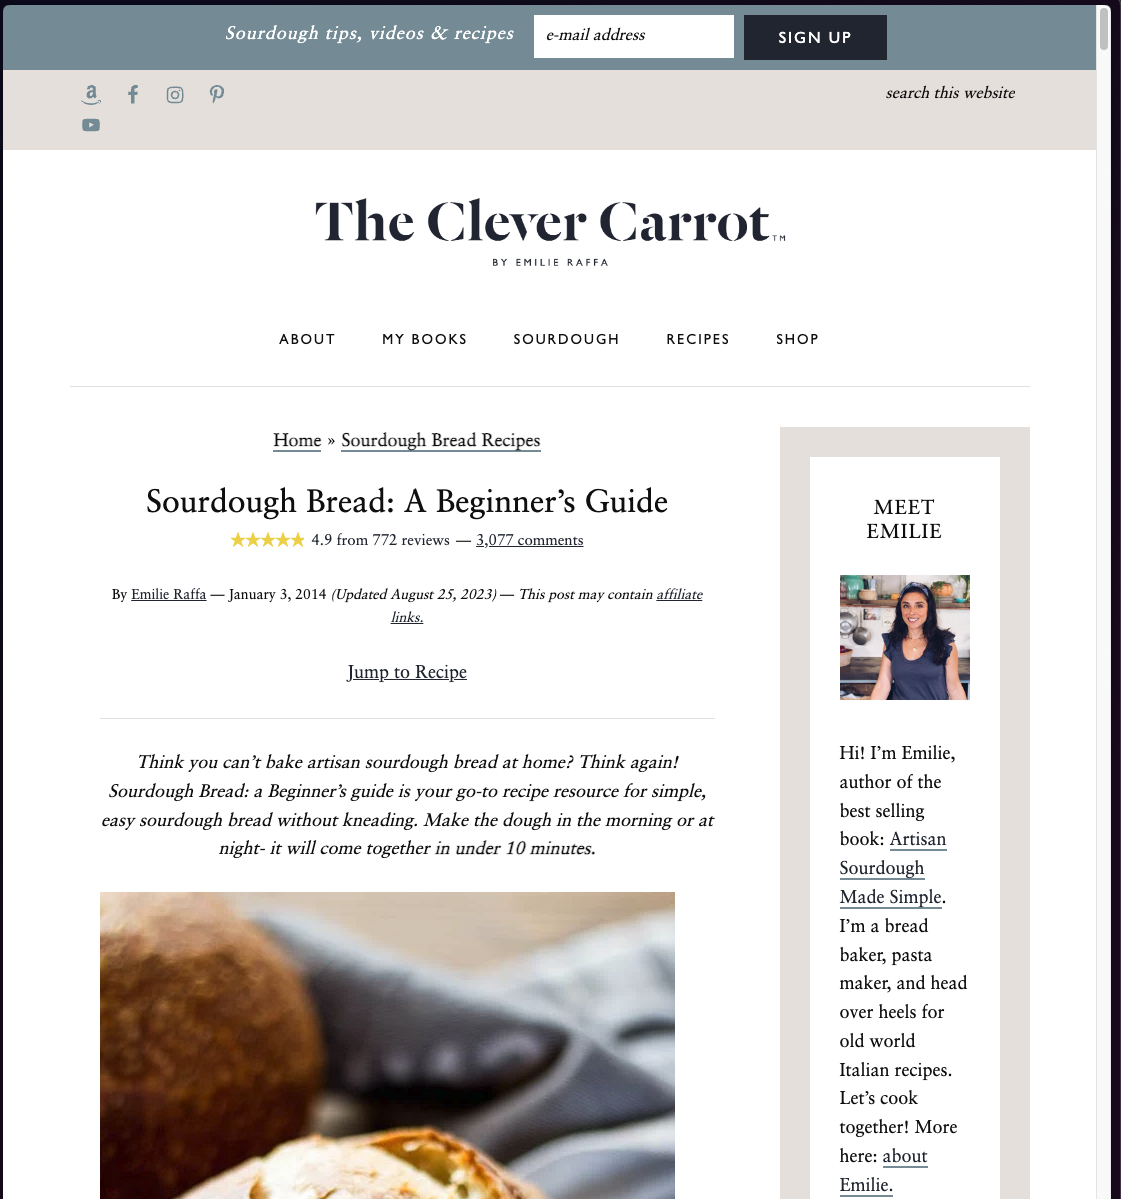 Sourdough tips, videos & recipes
e-mail address
SIGN UP
search this website
The Clever Carrot™
BY EMILIE RAFFA
ABOUT
MY BOOKS
SOURDOUGH
RECIPES
SHOP
Home » Sourdough Bread Recipes
Sourdough Bread: A Beginner’s Guide
4.9 from 772 reviews — 3,077 comments
By Emilie Raffa — January 3, 2014 (Updated August 25, 2023) — This post may contain affiliate
links.
Jump to Recipe
Think you can’t bake artisan sourdough bread at home? Think again!
Sourdough Bread: a Beginner’s guide is your go-to recipe resource for simple,
easy sourdough bread without kneading. Make the dough in the morning or at
night- it will come together in under 10 minutes.
MEET
EMILIE
Hi! I’m Emilie,
author of the
best selling
book: Artisan
Sourdough
Made Simple.
I’m a bread
baker, pasta
maker, and head
over heels for
old world
Italian recipes.
Let’s cook
together! More
here: about
Emilie.